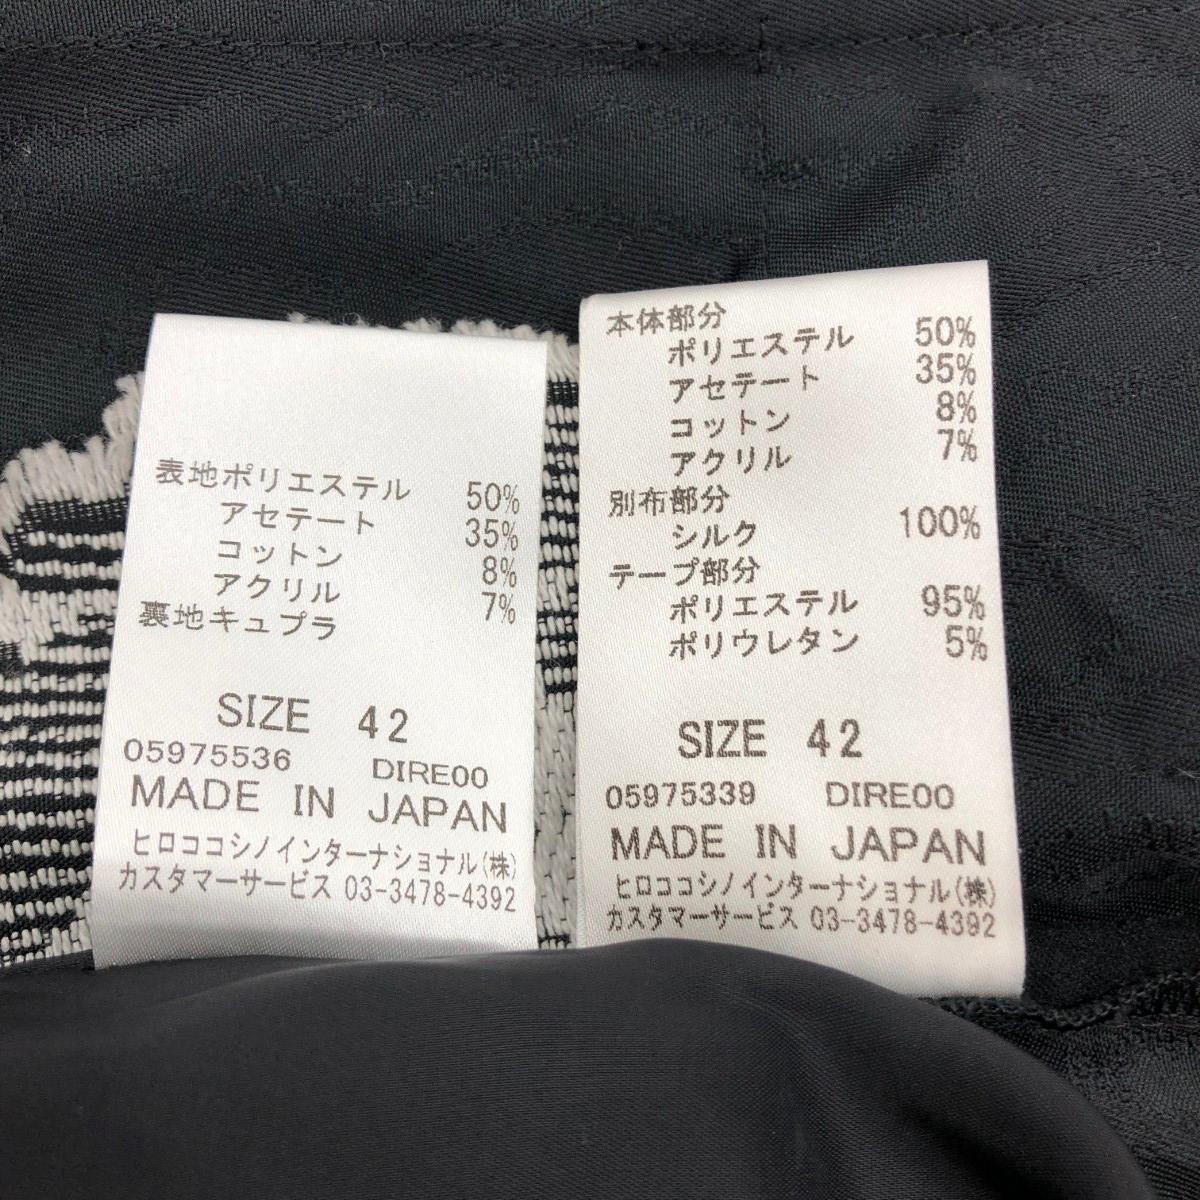 表地ポリエステル 50%
アセテート 35%
コットン 8%
アクリル 7%
裏地キュプラ
SIZE 42
05975536 DIRE00
MADE IN JAPAN
ヒロココシノインターナショナル(株)
カスタマーサービス 03-3478-4392
本体部分
ポリエステル 50%
アセテート 35%
コットン 8%
アクリル 7%
別布部分
シルク 100%
テープ部分
ポリエステル 95%
ポリウレタン 5%
SIZE 42
05975339 DIRE00
MADE IN JAPAN
ヒロココシノインターナショナル(株)
カスタマーサービス 03-3478-4392